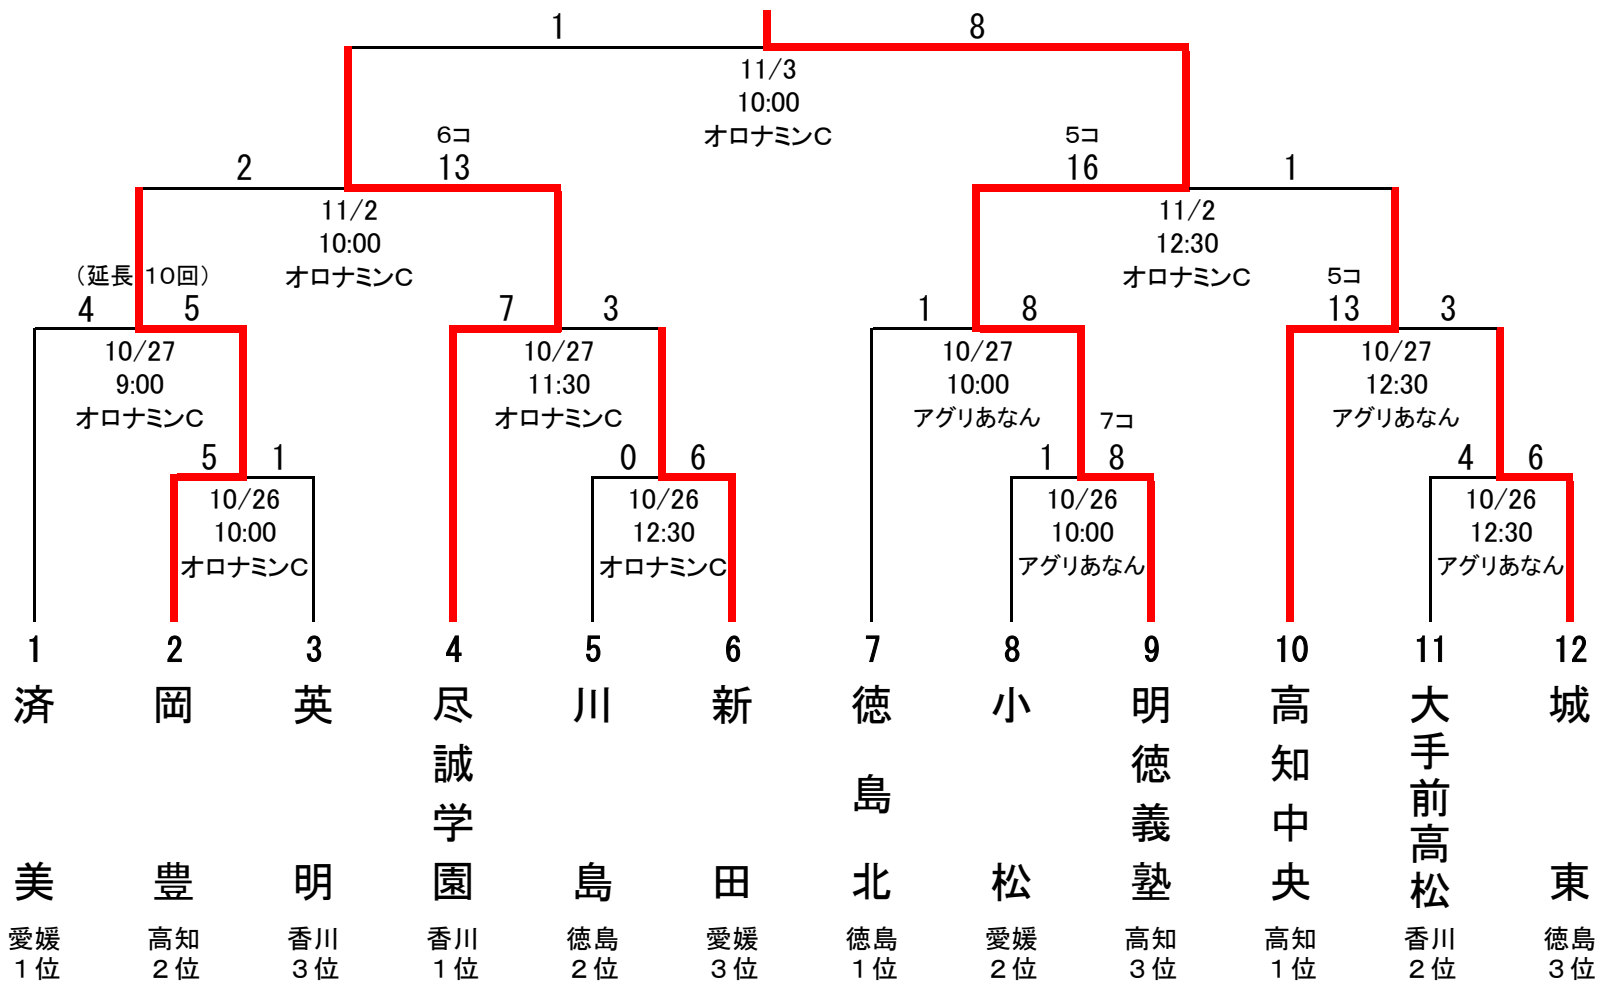 1 8
11/3
10:00
オロナミンC
6コ 5コ
2 13 16 1
11/2 11/2
10:00 12:30
オロナミンC オロナミンC
（延長 10回） 5コ
4 5 7 3 1 8 13 3
10/27 10/27 10/27 10/27
9:00 11:30 10:00 12:30
オロナミンC オロナミンC アグリあなん アグリあなん
7コ
5 1 0 6 1 8 4 6
10/26 10/26 10/26 10/26
10:00 12:30 10:00 12:30
オロナミンC オロナミンC アグリあなん アグリあなん
1 2 3 4 5 6 7 8 9 10 11 12
済美
岡豊
英明
尽誠学園
川島
新田
徳島北
小松
明徳義塾
高知中央
大手前高松
城東
愛媛 高知 香川 香川 徳島 愛媛 徳島 愛媛 高知 高知 香川 徳島
１位 ２位 ３位 １位 ２位 ３位 １位 ２位 ３位 １位 ２位 ３位